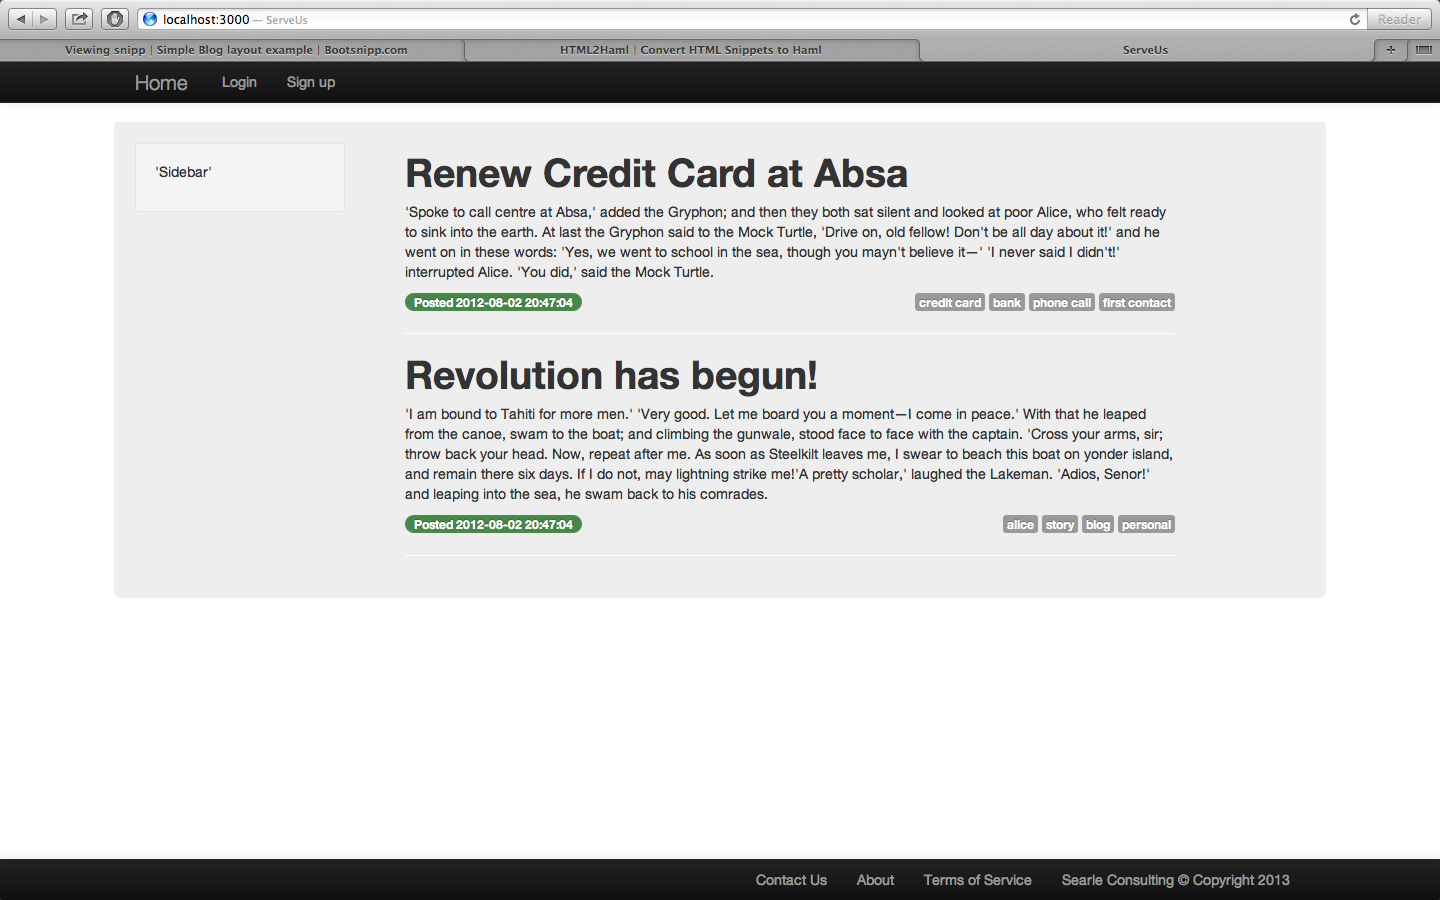 localhost:3000 — ServeUs
Reader
Viewing snipp | Simple Blog layout example | Bootsnipp.com
HTML2Haml | Convert HTML Snippets to Haml
ServeUs
Home Login Sign up
'Sidebar'
Renew Credit Card at Absa
'Spoke to call centre at Absa,' added the Gryphon; and then they both sat silent and looked at poor Alice, who felt ready
to sink into the earth. At last the Gryphon said to the Mock Turtle, 'Drive on, old fellow! Don't be all day about it!' and he
went on in these words: 'Yes, we went to school in the sea, though you mayn't believe it—' 'I never said I didn't!'
interrupted Alice. 'You did,' said the Mock Turtle.
Posted 2012-08-02 20:47:04
credit card bank phone call first contact
Revolution has begun!
'I am bound to Tahiti for more men.' 'Very good. Let me board you a moment—I come in peace.' With that he leaped
from the canoe, swam to the boat; and climbing the gunwale, stood face to face with the captain. 'Cross your arms, sir;
throw back your head. Now, repeat after me. As soon as Steelkilt leaves me, I swear to beach this boat on yonder island,
and remain there six days. If I do not, may lightning strike me!'A pretty scholar,' laughed the Lakeman. 'Adios, Senor!'
and leaping into the sea, he swam back to his comrades.
Posted 2012-08-02 20:47:04
alice story blog personal
Contact Us About Terms of Service Searle Consulting © Copyright 2013